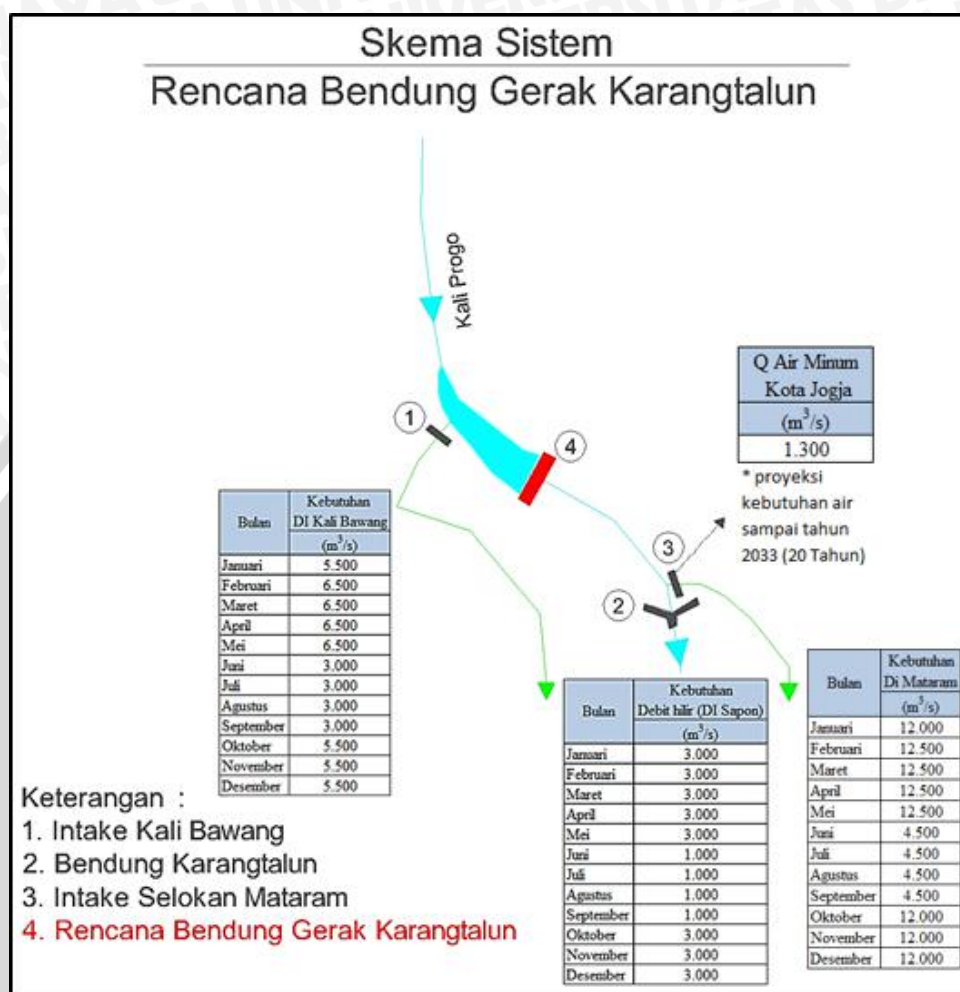 Skema Sistem
Rencana Bendung Gerak Karangtalun
Kali Progo
1
4
3
2
Q Air Minum
Kota Jogja
(m³/s)
1.300
* proyeksi
kebutuhan air
sampai tahun
2033 (20 Tahun)
Bulan Kebutuhan
DI Kali Bawang
(m³/s)
Januari 5.500
Februari 6.500
Maret 6.500
April 6.500
Mei 6.500
Juni 3.000
Juli 3.000
Agustus 3.000
September 3.000
Oktober 5.500
November 5.500
Desember 5.500
Bulan Kebutuhan
Debit hilir (DI Sapon)
(m³/s)
Januari 3.000
Februari 3.000
Maret 3.000
April 3.000
Mei 3.000
Juni 1.000
Juli 1.000
Agustus 1.000
September 1.000
Oktober 3.000
November 3.000
Desember 3.000
Bulan Kebutuhan
Di Mataram
(m³/s)
Januari 12.000
Februari 12.500
Maret 12.500
April 12.500
Mei 12.500
Juni 4.500
Juli 4.500
Agustus 4.500
September 4.500
Oktober 12.000
November 12.000
Desember 12.000
Keterangan :
1. Intake Kali Bawang
2. Bendung Karangtalun
3. Intake Selokan Mataram
4. Rencana Bendung Gerak Karangtalun